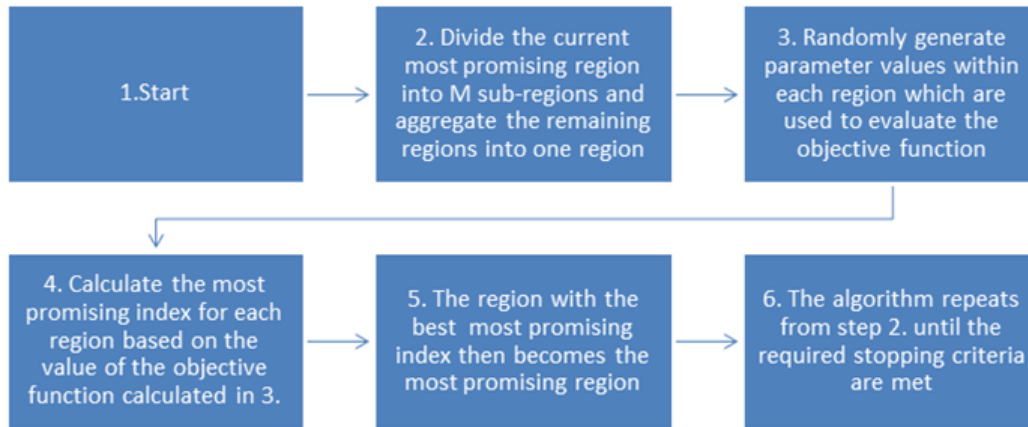 1.Start
2. Divide the current
most promising region
into M sub-regions and
aggregate the remaining
regions into one region
3. Randomly generate
parameter values within
each region which are
used to evaluate the
objective function
4. Calculate the most
promising index for each
region based on the
value of the objective
function calculated in 3.
5. The region with the
best most promising
index then becomes the
most promising region
6. The algorithm repeats
from step 2. until the
required stopping criteria
are met